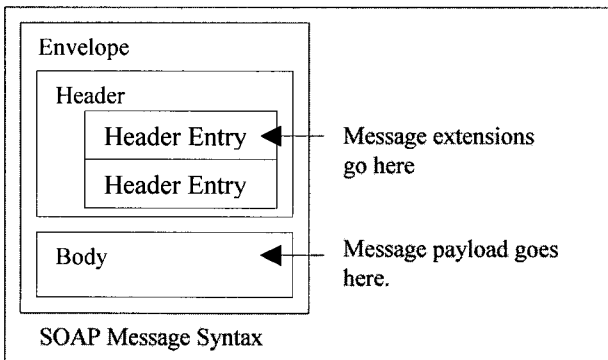 Envelope
Header
Header Entry
Message extensions
go here
Header Entry
Body
Message payload goes
here.
SOAP Message Syntax